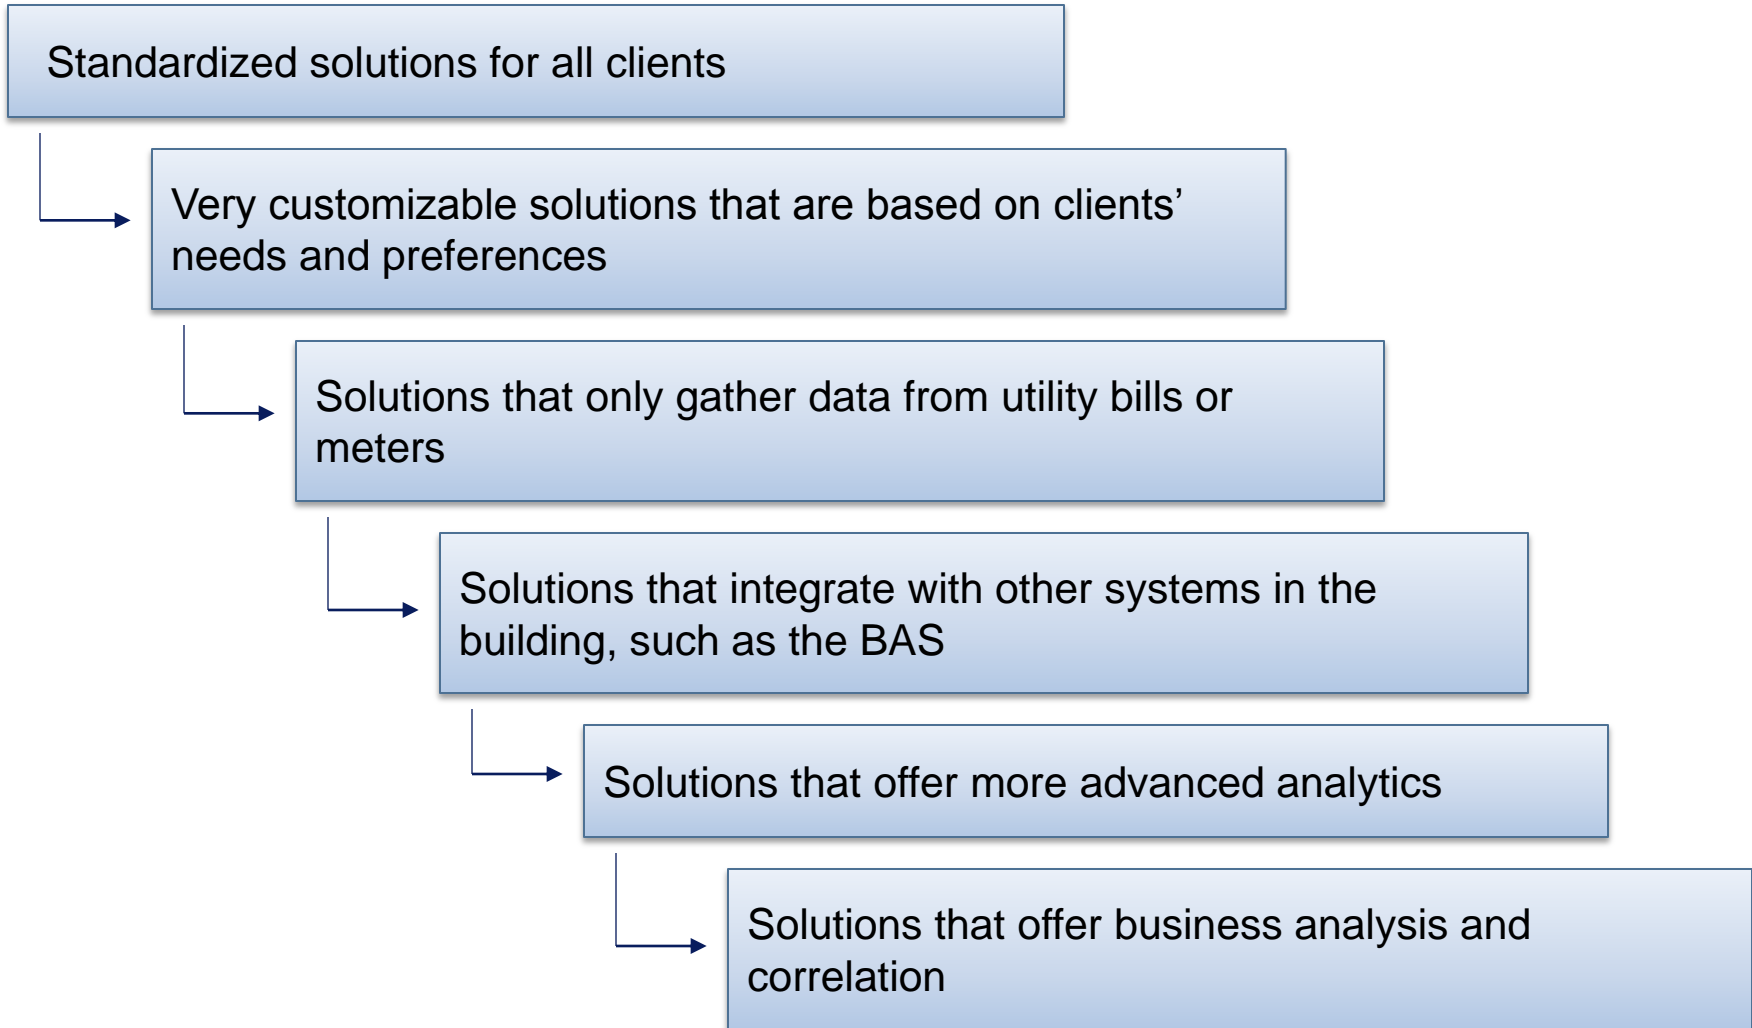 Standardized solutions for all clients
Very customizable solutions that are based on clients’
needs and preferences
Solutions that only gather data from utility bills or
meters
Solutions that integrate with other systems in the
building, such as the BAS
Solutions that offer more advanced analytics
Solutions that offer business analysis and
correlation